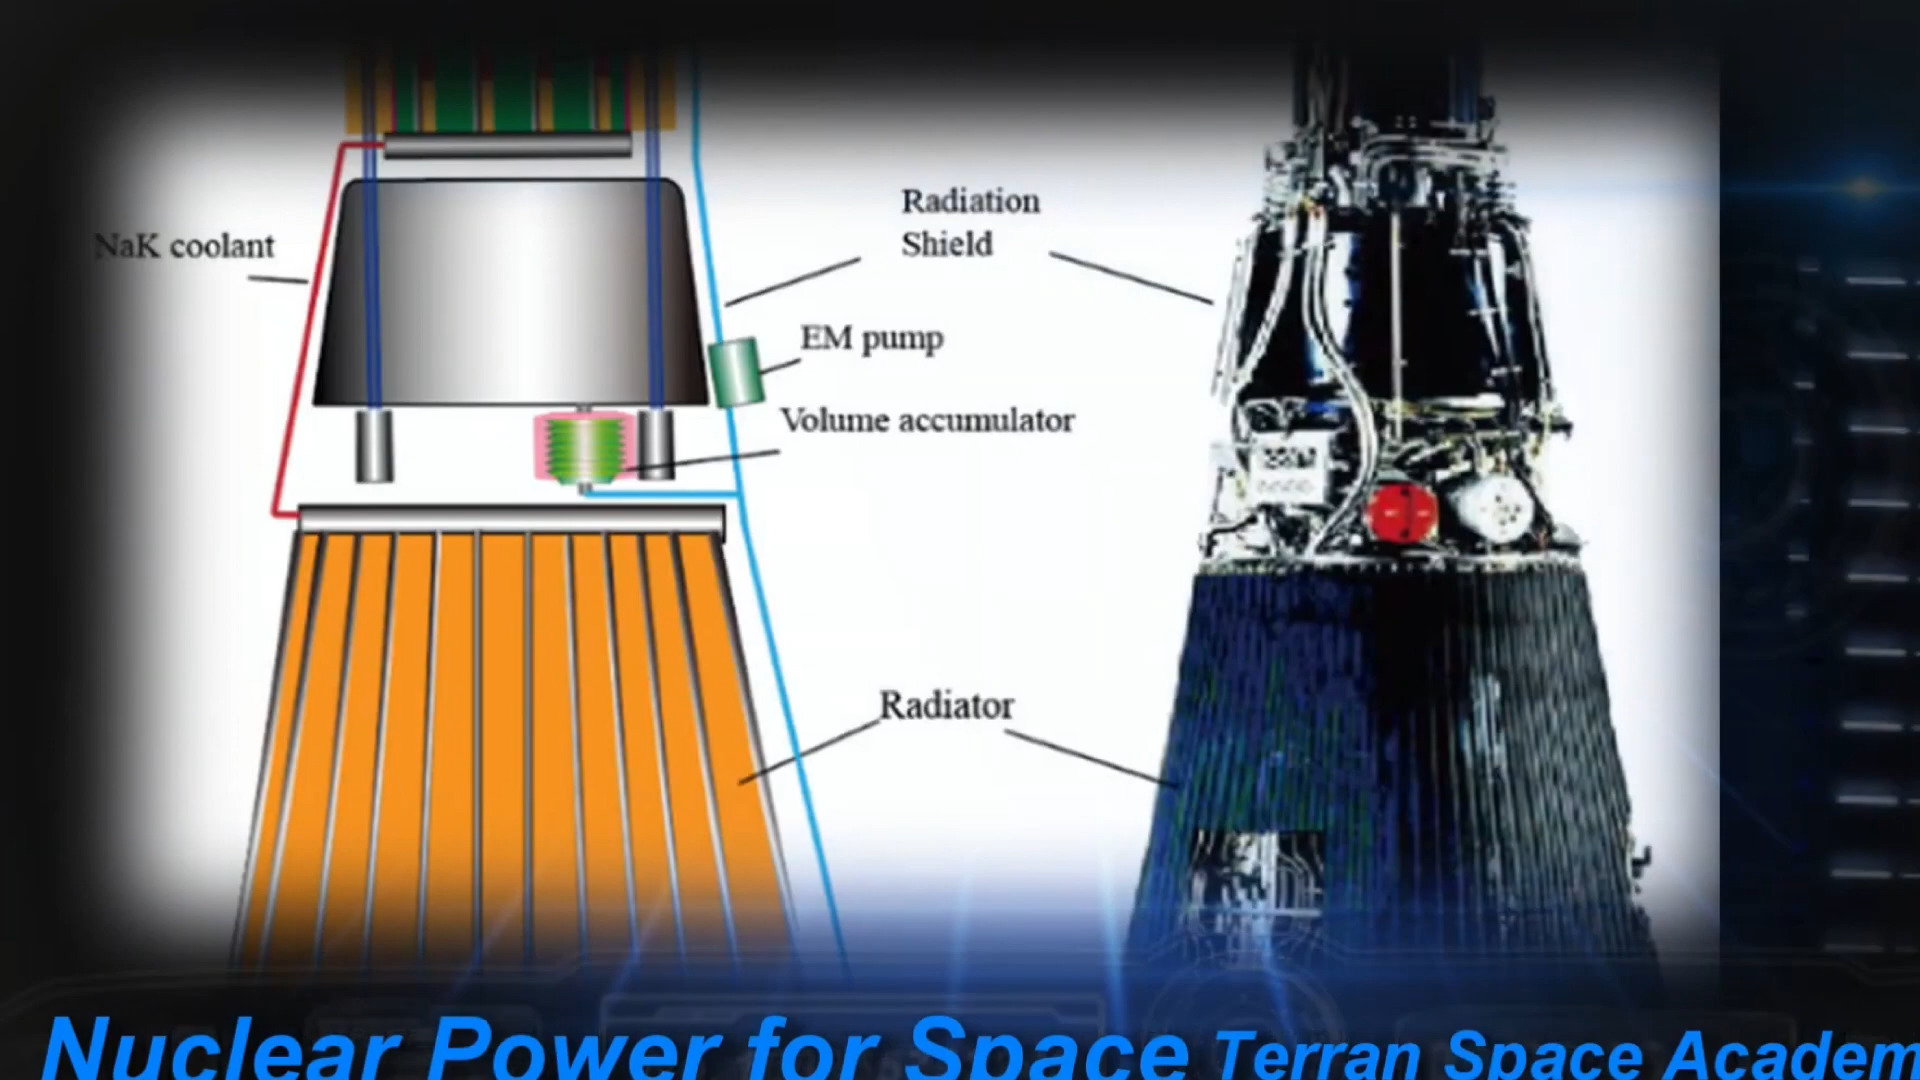 NaK coolant
Radiation
Shield
EM pump
Volume accumulator
Radiator
Nuclear Power for Space Terran Space Academ